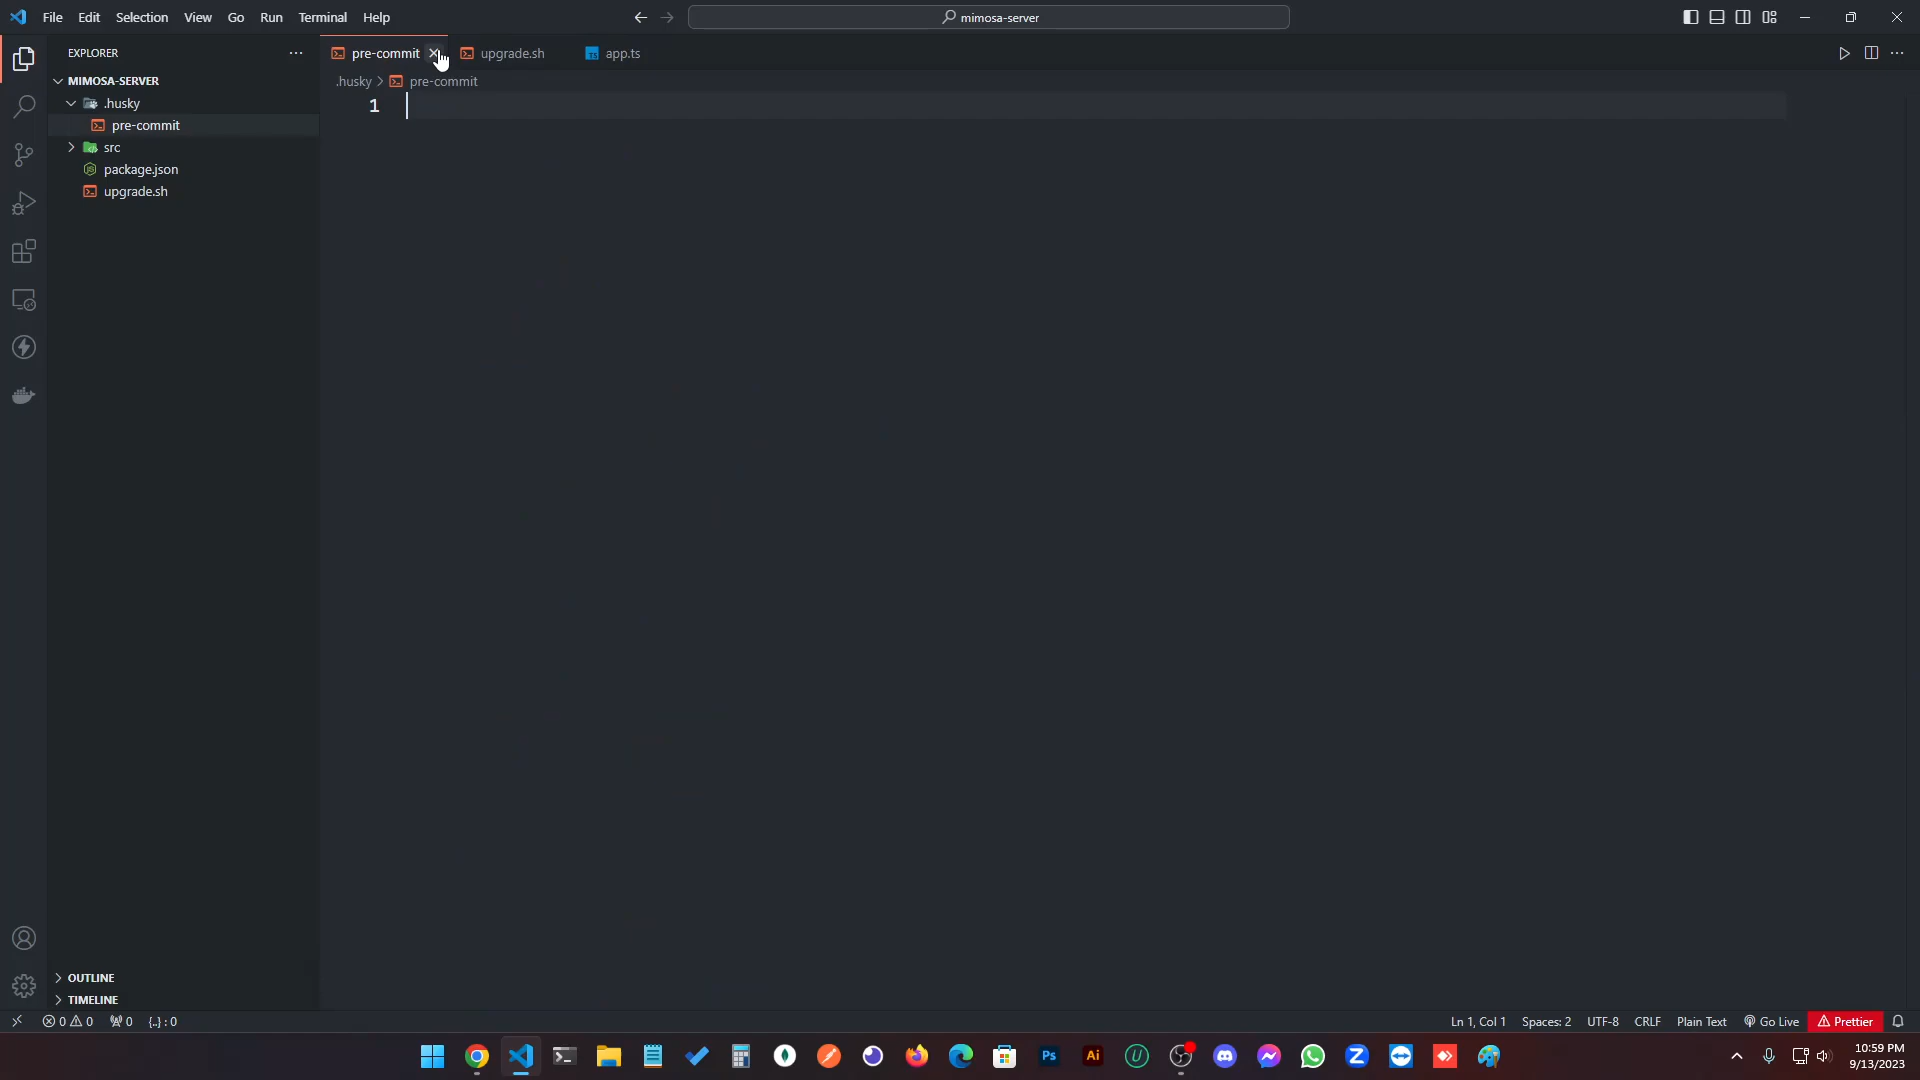 File Edit Selection View Go Run Terminal Help
mimosa-server
EXPLORER
pre-commit
upgrade.sh
TS app.ts
MIMOSA-SERVER
.husky > pre-commit
.husky
1
pre-commit
src
package.json
upgrade.sh
OUTLINE
TIMELINE
0 0 0 {..} : 0
Ln 1, Col 1 Spaces: 2 UTF-8 CRLF Plain Text Go Live Prettier
Ps Ai U Z
10:59 PM
9/13/2023